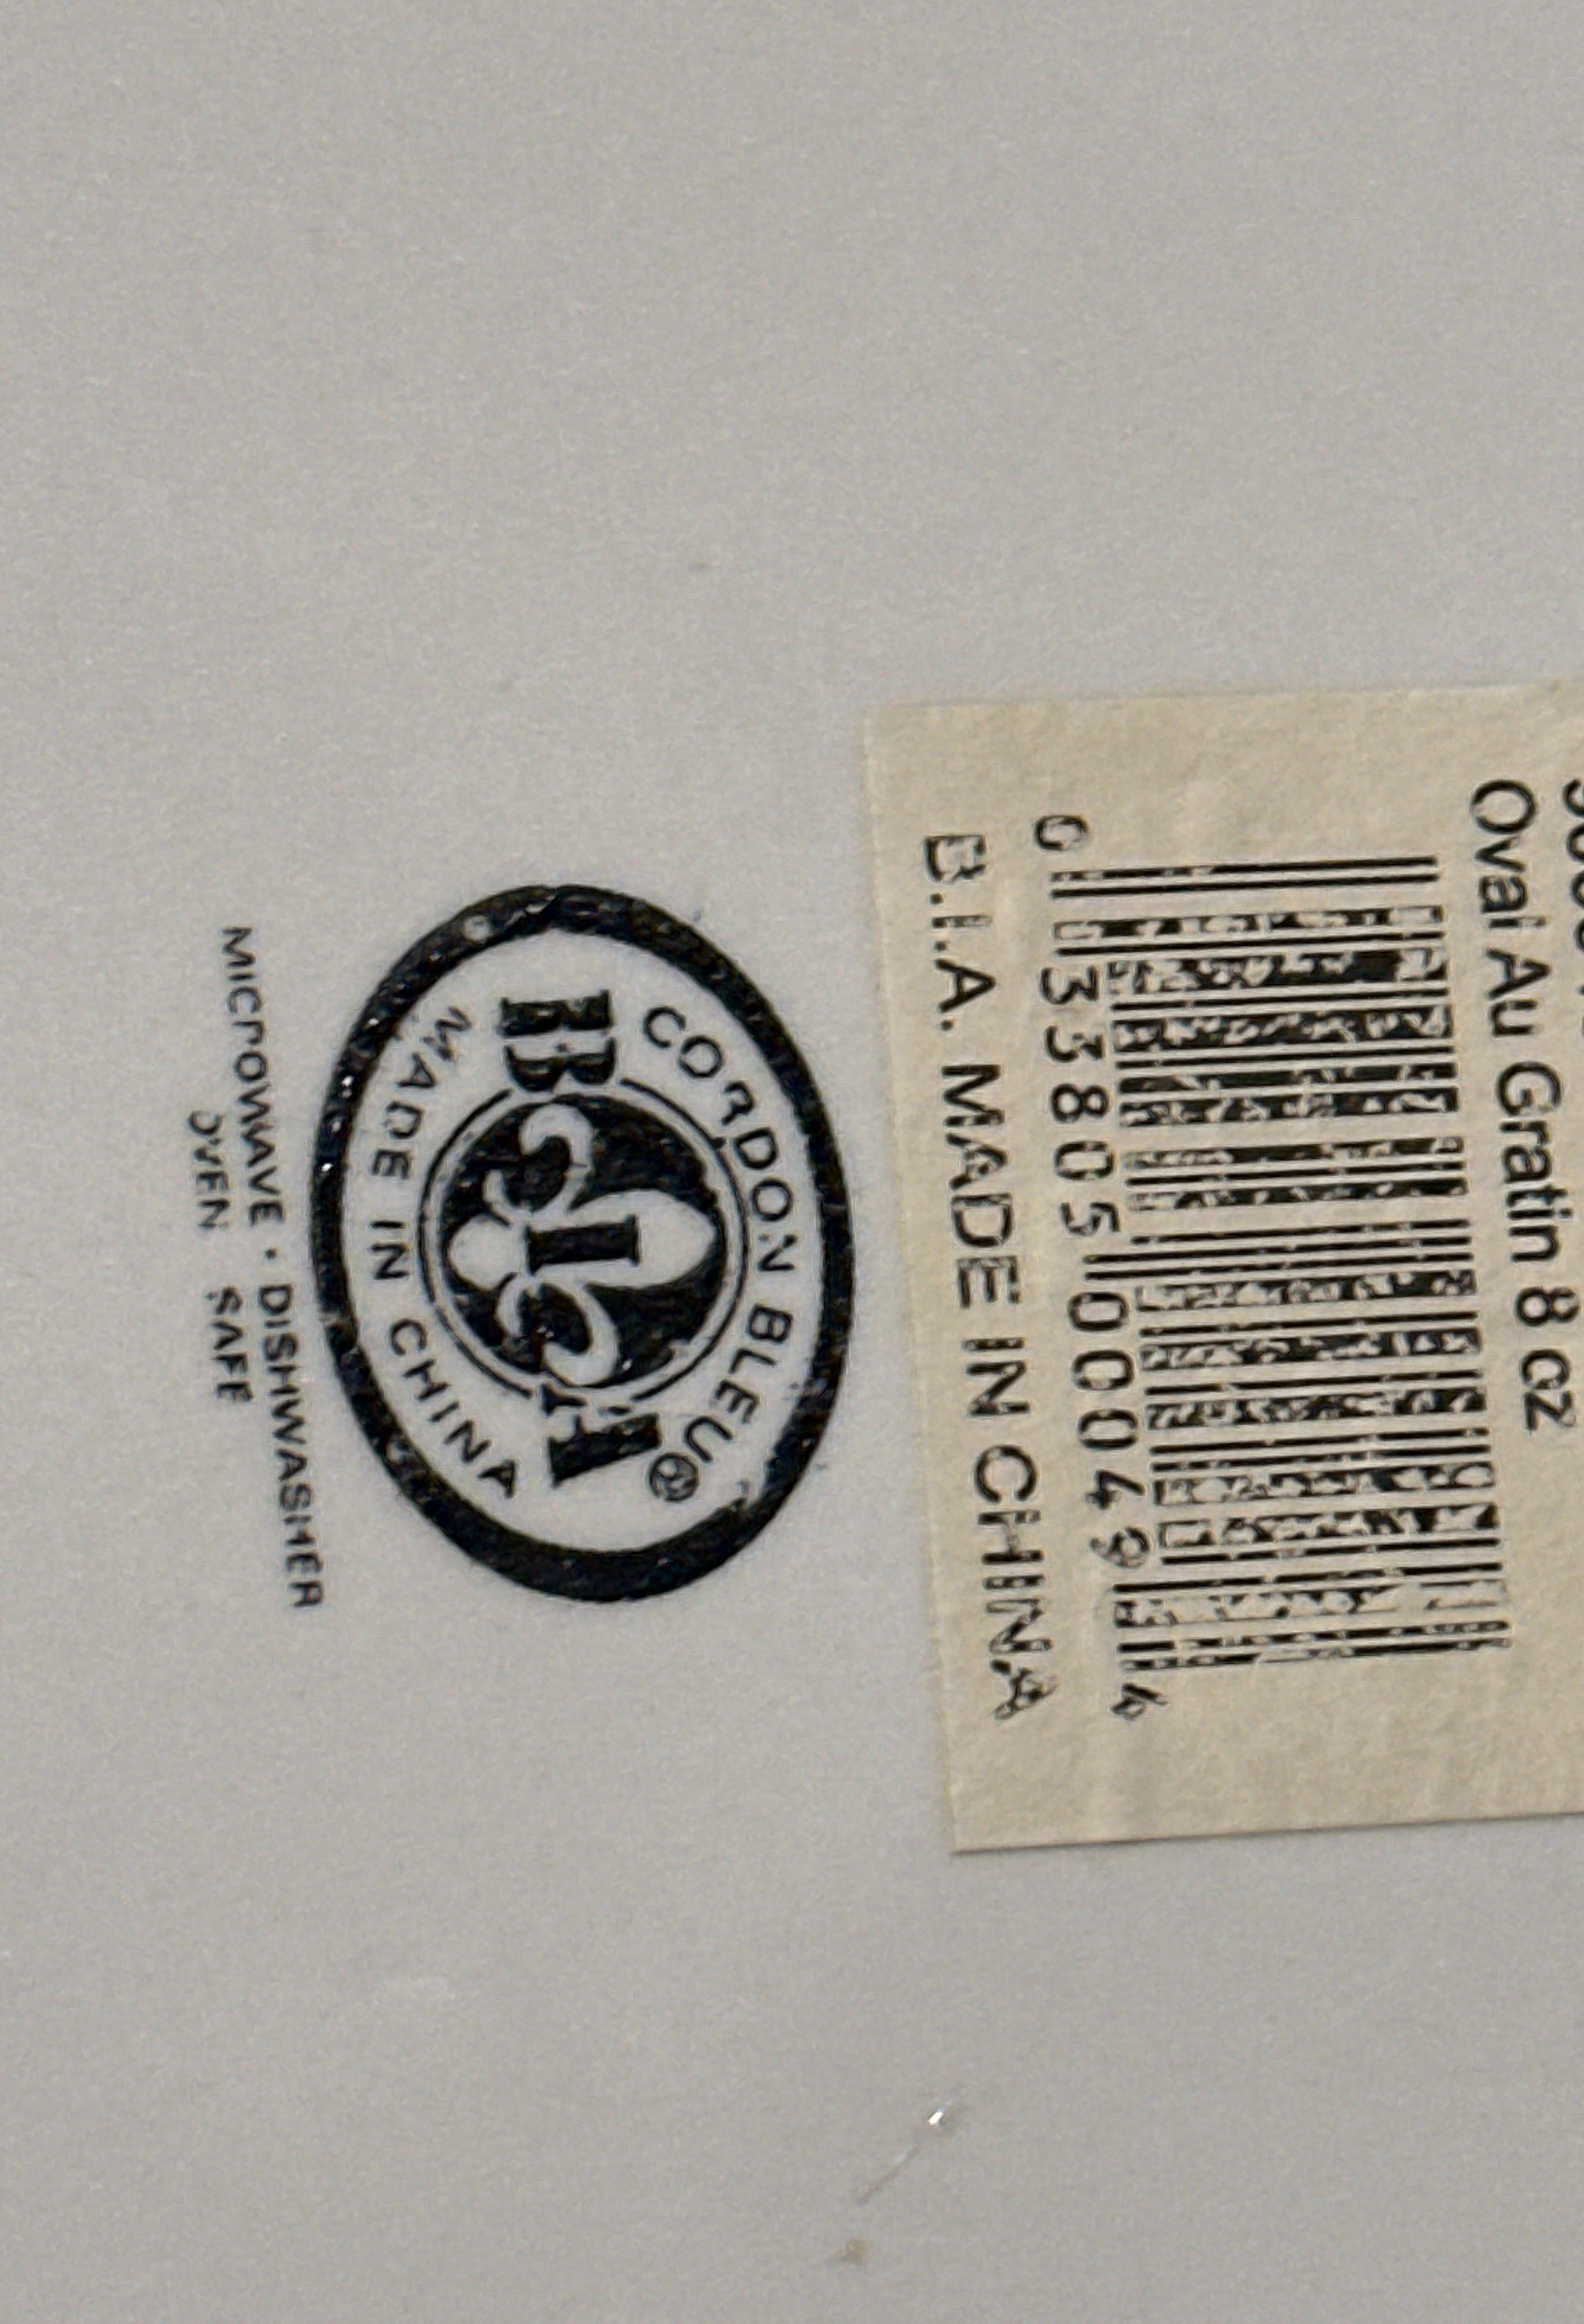 Oval Au Gratin 8 oz
0 33805 00049 4
B.I.A. MADE IN CHINA
CORDON BLEU®
BIA
MADE IN CHINA
MICROWAVE • DISHWASHER
OVEN SAFE